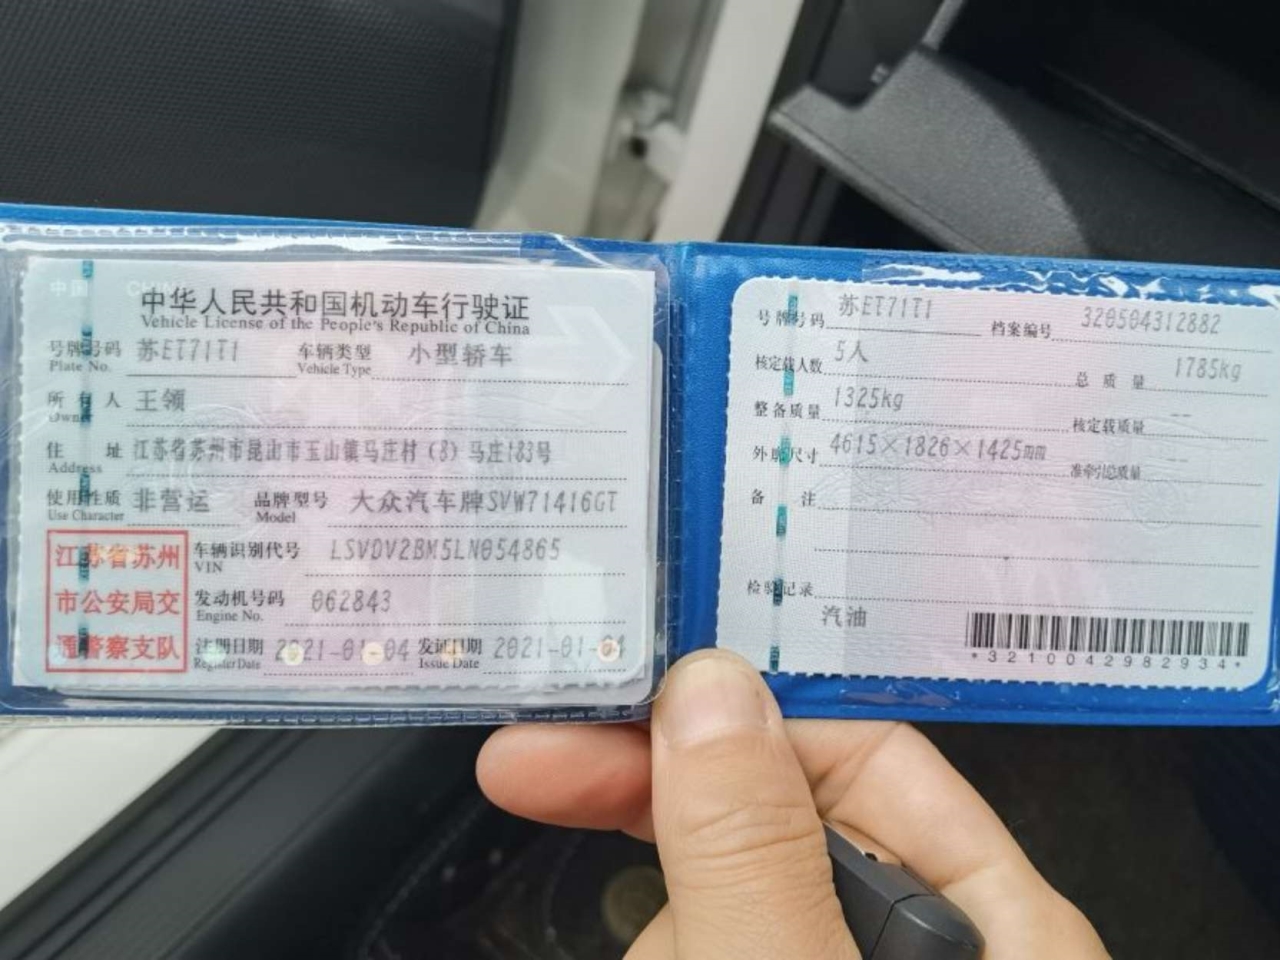 中国 CHINA
中华人民共和国机动车行驶证
Vehicle License of the People's Republic of China
号牌号码 苏ET71T1 车辆类型 小型轿车
Plate No. Vehicle Type
所有人 王领
Owner
住址 江苏省苏州市昆山市玉山镇马庄村(8)马庄183号
Address
使用性质 非营运 品牌型号 大众汽车牌SVW71416GT
Use Character Model
江苏省苏州
市公安局交
通警察支队
车辆识别代号 LSVDV2BM5LN054865
VIN
发动机号码 062843
Engine No.
注册日期 2021-01-04 发证日期 2021-01-04
Register Date Issue Date
号牌号码 苏ET71T1 档案编号 320504312882
核定载人数 5人 总质量 1785kg
整备质量 1325kg 核定载质量 --
外廓尺寸 4615×1826×1425mm 准牵引总质量 --
备注
检验记录
汽油
*3210042982934*